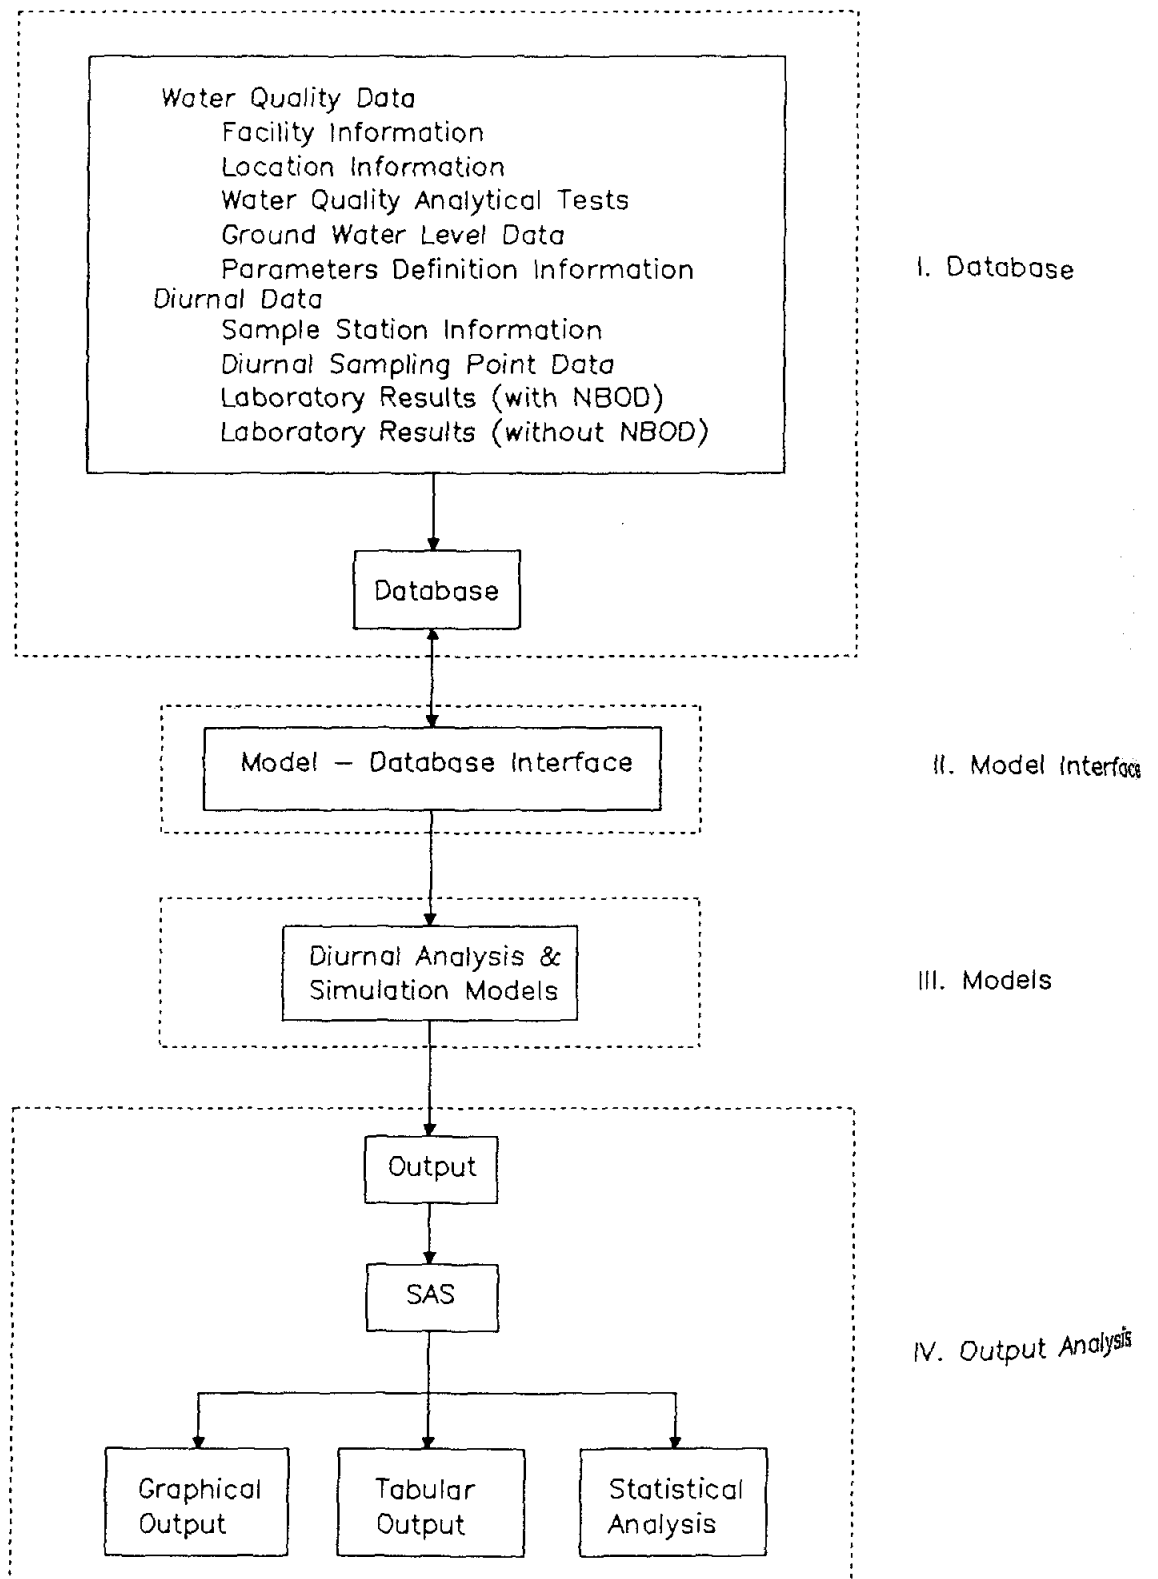 Water Quality Data
Facility Information
Location Information
Water Quality Analytical Tests
Ground Water Level Data
Parameters Definition Information
Diurnal Data
Sample Station Information
Diurnal Sampling Point Data
Laboratory Results (with NBOD)
Laboratory Results (without NBOD)
I. Database
Database
Model – Database Interface
II. Model Interface
Diurnal Analysis &
Simulation Models
III. Models
Output
SAS
IV. Output Analysis
Graphical
Output
Tabular
Output
Statistical
Analysis